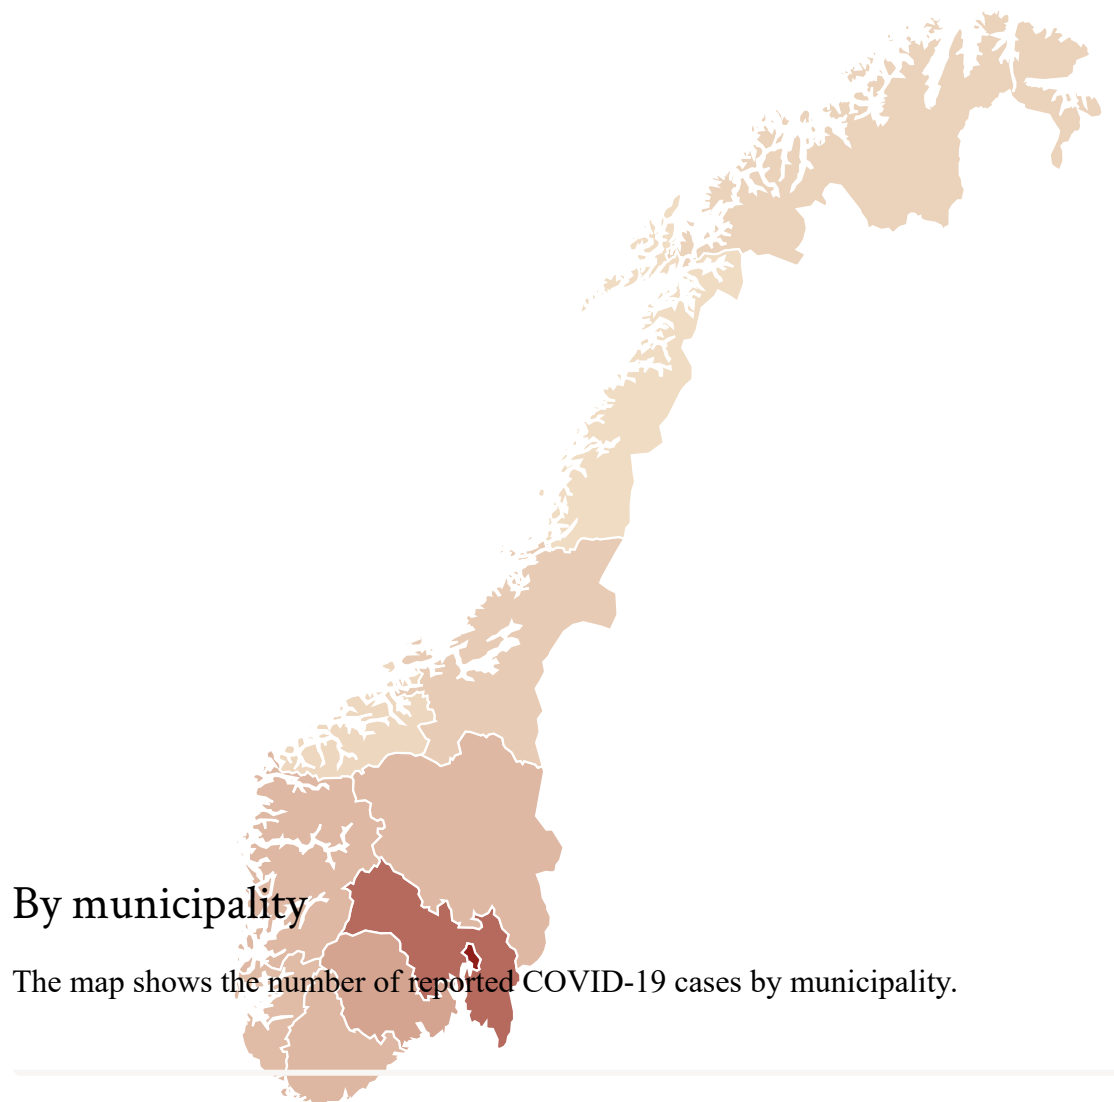 By municipality
The map shows the number of reported COVID-19 cases by municipality.